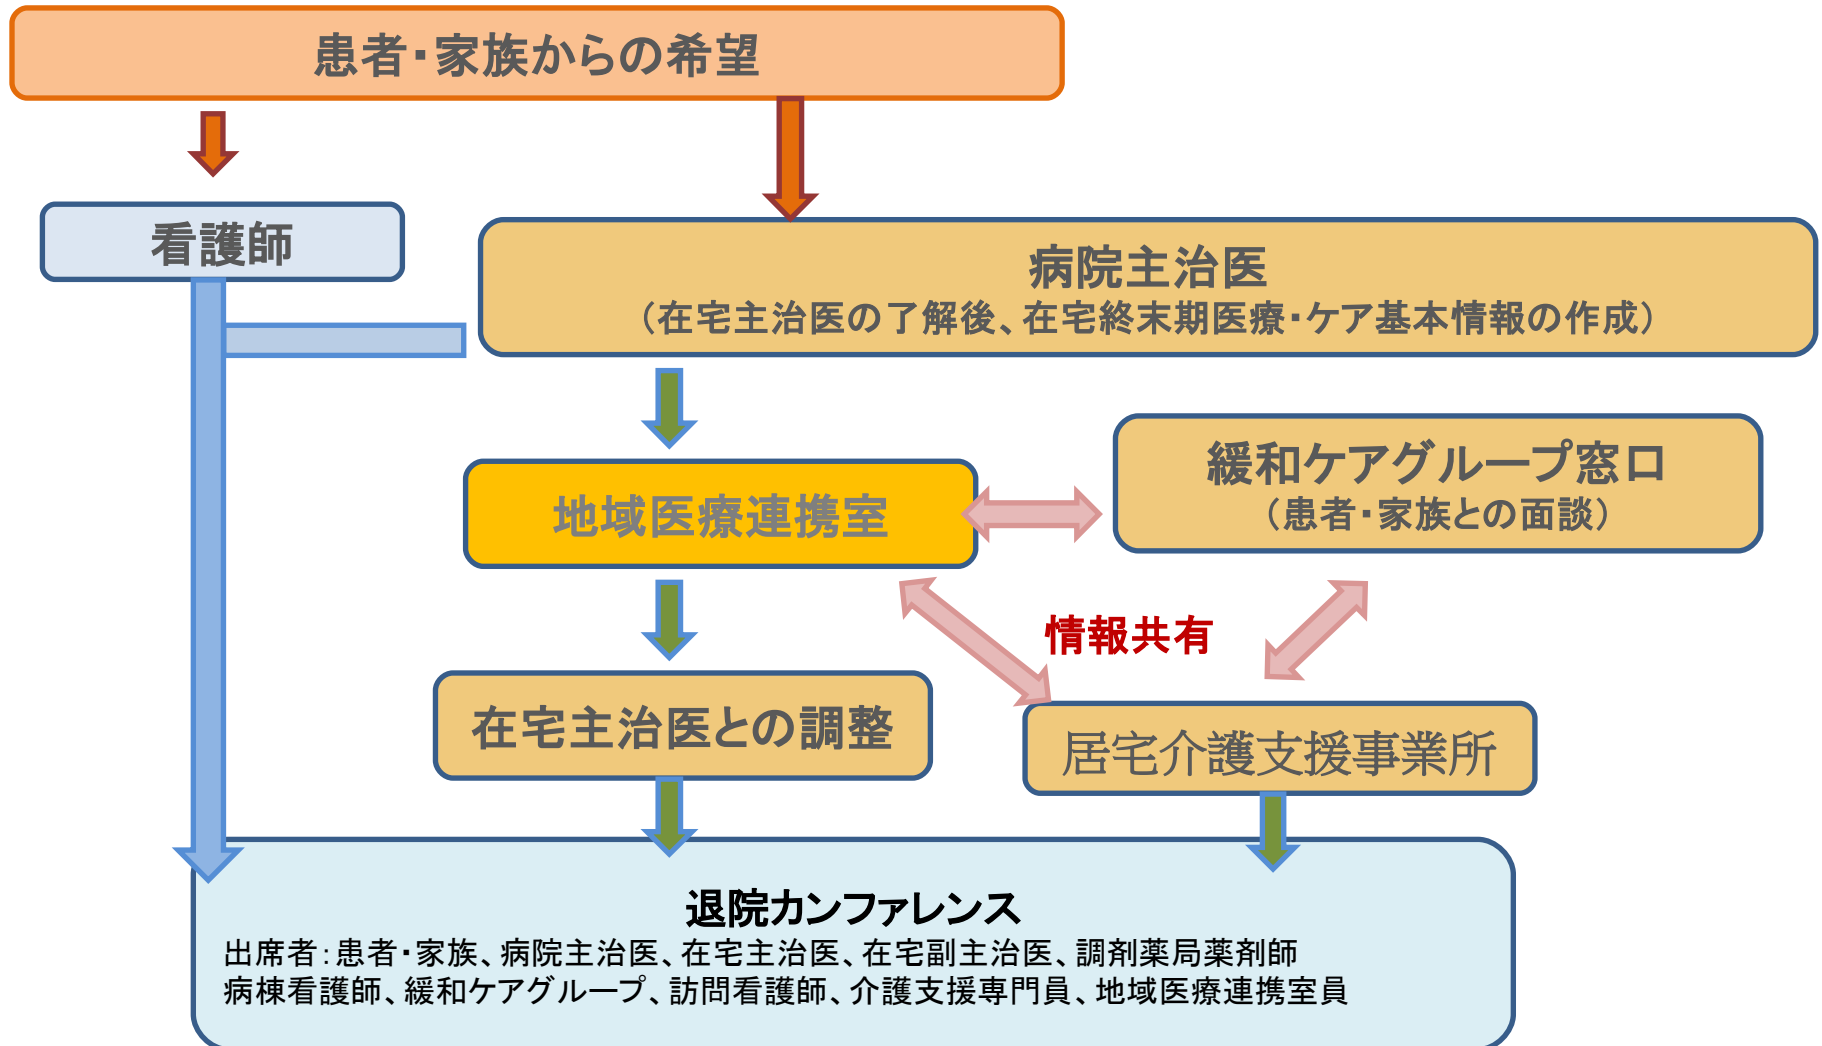 患者・家族からの希望
看護師
病院主治医
（在宅主治医の了解後、在宅終末期医療・ケア基本情報の作成）
地域医療連携室
緩和ケアグループ窓口
（患者・家族との面談）
情報共有
在宅主治医との調整
居宅介護支援事業所
退院カンファレンス
出席者：患者・家族、病院主治医、在宅主治医、在宅副主治医、調剤薬局薬剤師
病棟看護師、緩和ケアグループ、訪問看護師、介護支援専門員、地域医療連携室員